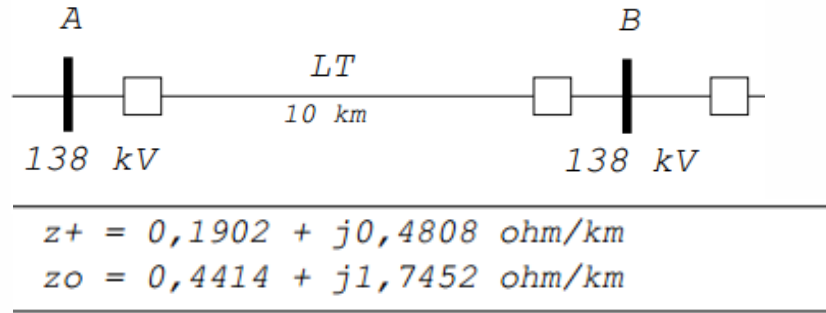 A B
LT
10 km
138 kV 138 kV
z+ = 0,1902 + j0,4808 ohm/km
zo = 0,4414 + j1,7452 ohm/km